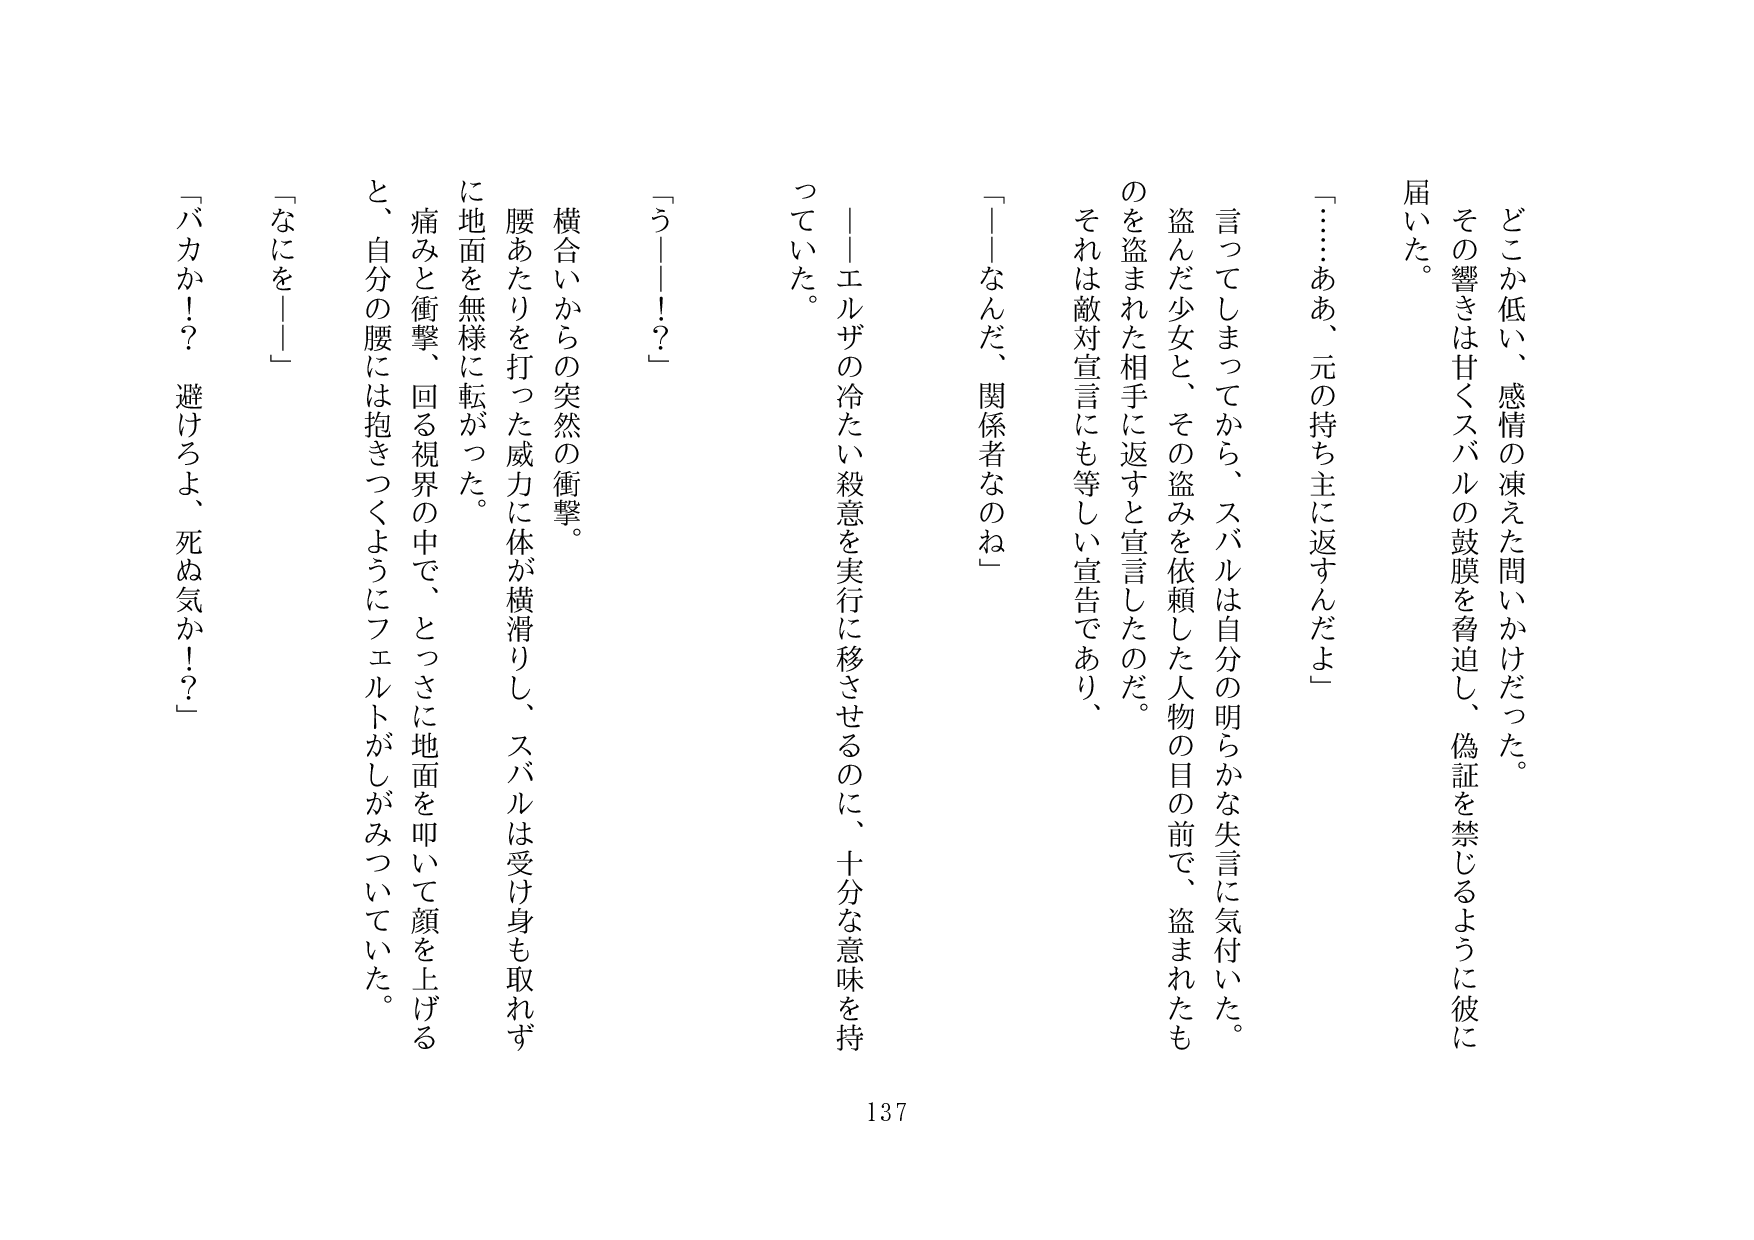 どこか低い、感情の凍えた問いかけだった。
　その響きは甘くスバルの鼓膜を脅迫し、偽証を禁じるように彼に
届いた。
「……ああ、元の持ち主に返すんだよ」
　言ってしまってから、スバルは自分の明らかな失言に気付いた。
　盗んだ少女と、その盗みを依頼した人物の目の前で、盗まれたも
のを盗まれた相手に返すと宣言したのだ。
　それは敵対宣言にも等しい宣告であり、
「――なんだ、関係者なのね」
　――エルザの冷たい殺意を実行に移させるのに、十分な意味を持
っていた。
「う――！？」
　横合いからの突然の衝撃。
　腰あたりを打った威力に体が横滑りし、スバルは受け身も取れず
に地面を無様に転がった。
　痛みと衝撃、回る視界の中で、とっさに地面を叩いて顔を上げる
と、自分の腰には抱きつくようにフェルトがしがみついていた。
「なにを――」
「バカか！？　避けろよ、死ぬ気か！？」
137